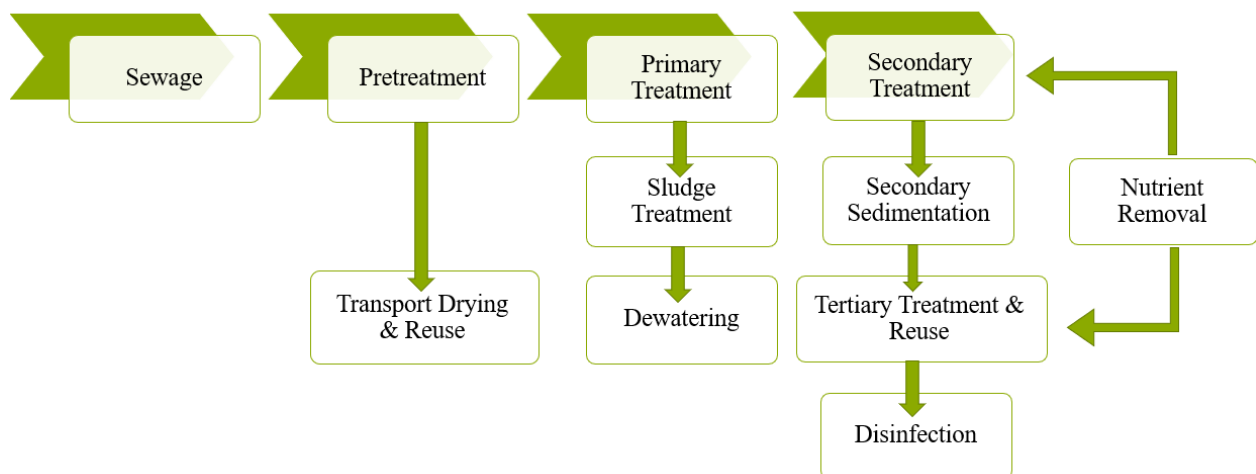 Sewage
Pretreatment
Primary
Treatment
Secondary
Treatment
Sludge
Treatment
Secondary
Sedimentation
Nutrient
Removal
Transport Drying
& Reuse
Dewatering
Tertiary Treatment &
Reuse
Disinfection